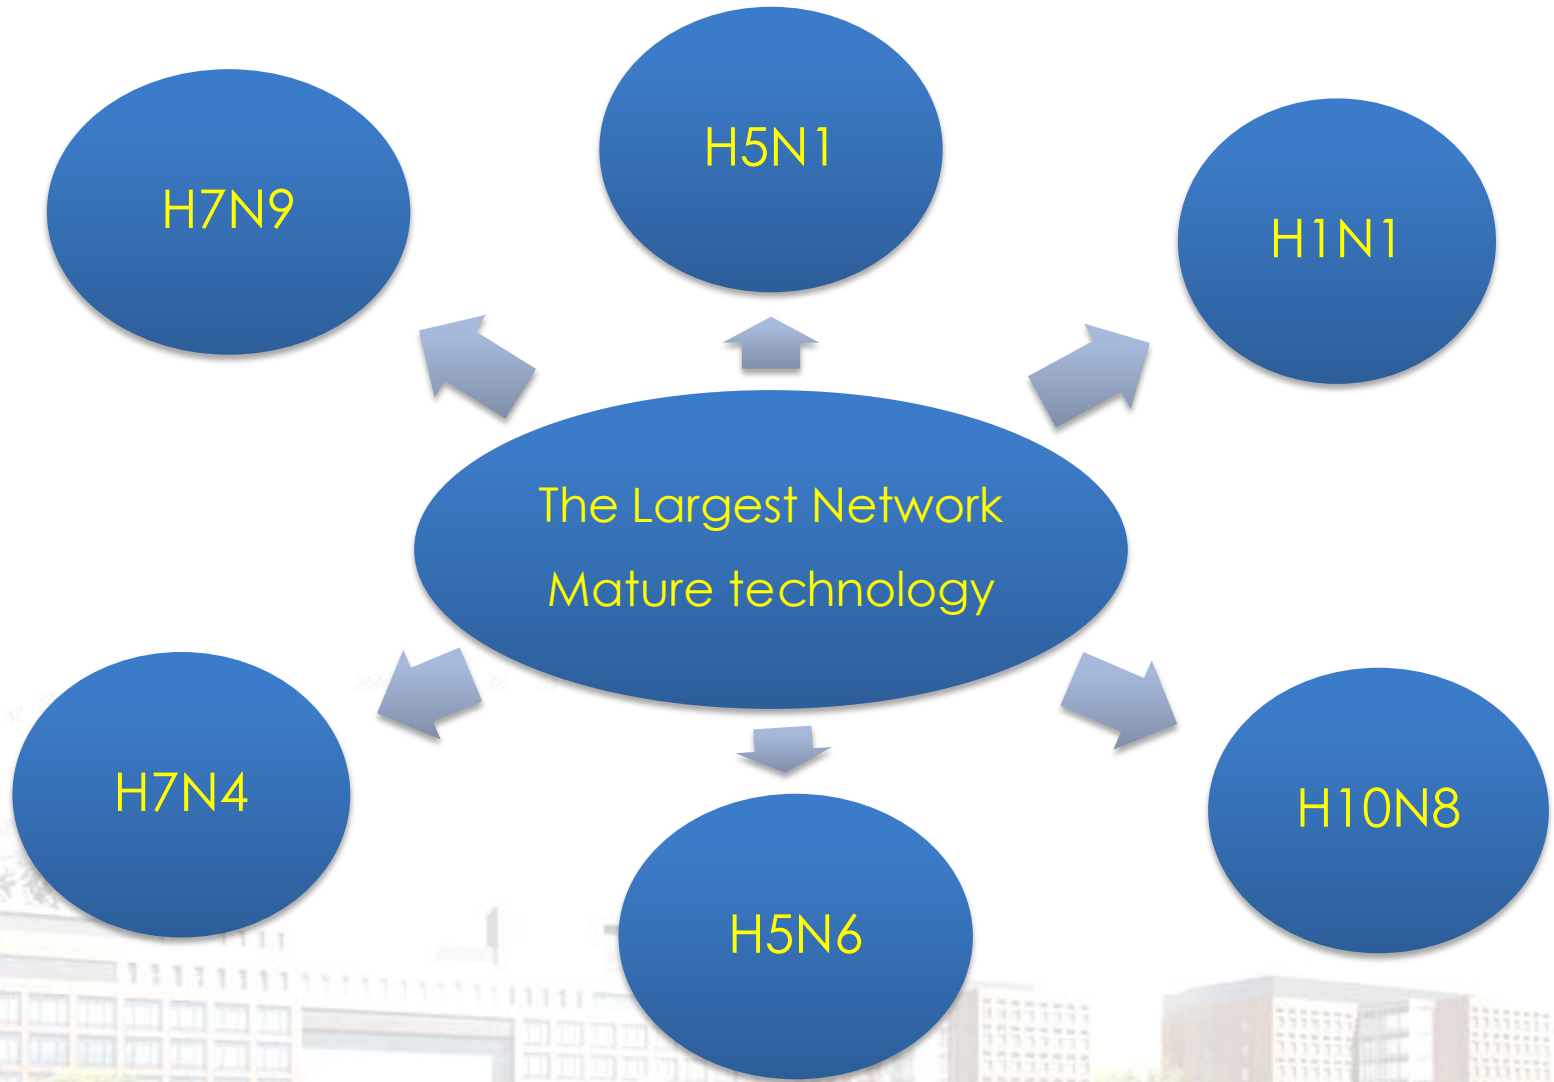 H5N1
H7N9
H1N1
The Largest Network
Mature technology
H7N4
H10N8
H5N6